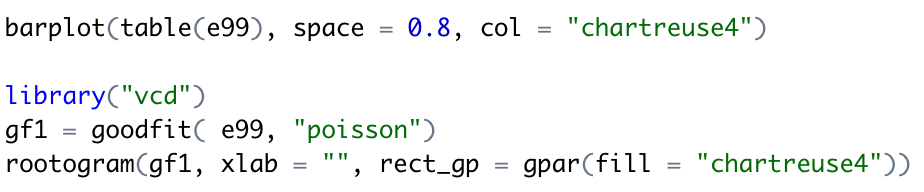 barplot(table(e99), space = 0.8, col = "chartreuse4")
library("vcd")
gf1 = goodfit( e99, "poisson")
rootogram(gf1, xlab = "", rect_gp = gpar(fill = "chartreuse4"))